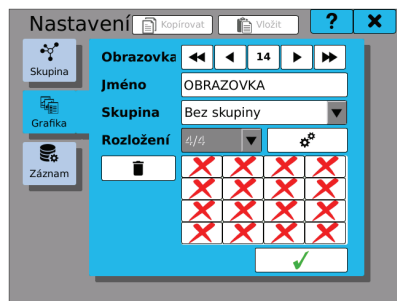 Nastavení Kopírovat Vložit ?
Skupina
Obrazovka 14
Jméno OBRAZOVKA
Grafika
Skupina Bez skupiny
Rozložení 4/4
Záznam